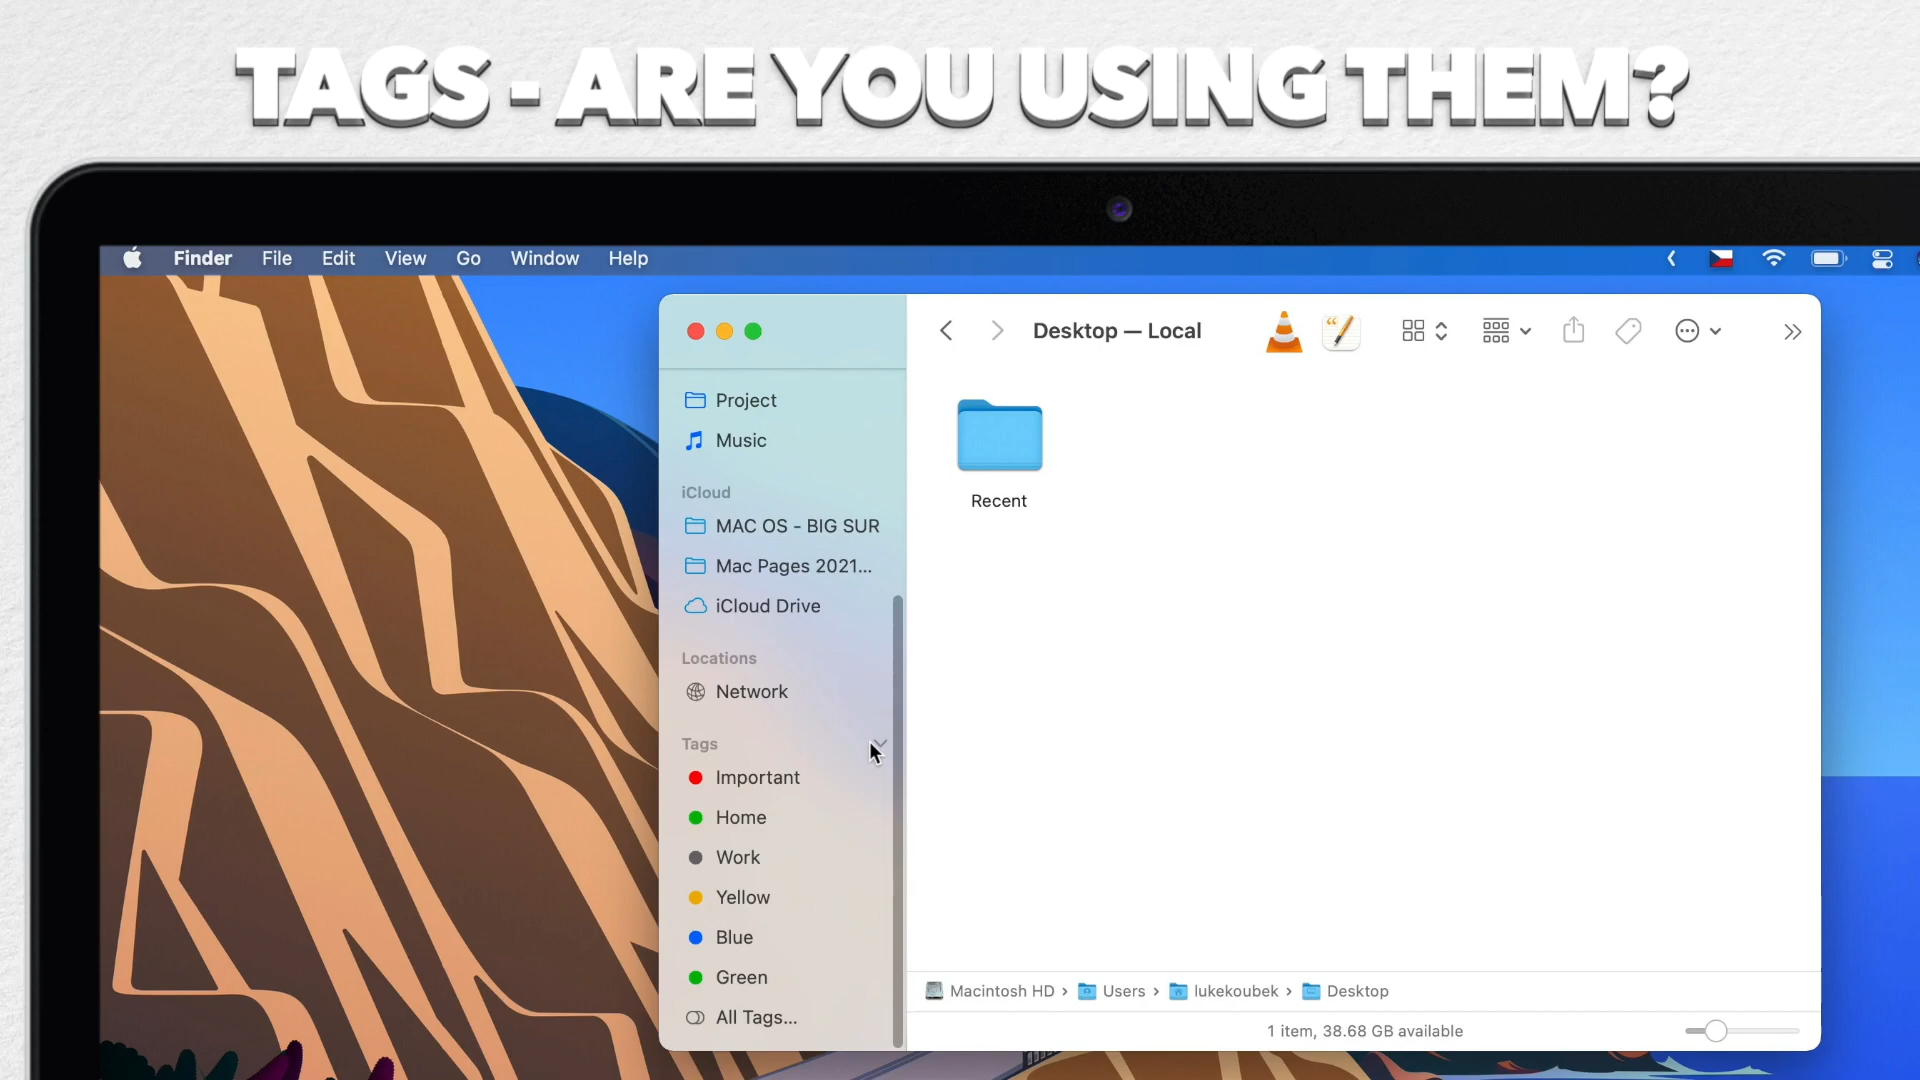 TAGS - ARE YOU USING THEM?
Finder File Edit View Go Window Help
Desktop — Local
Project
Music
iCloud
MAC OS - BIG SUR
Mac Pages 2021...
iCloud Drive
Locations
Network
Tags
Important
Home
Work
Yellow
Blue
Green
All Tags...
Recent
Macintosh HD › Users › lukekoubek › Desktop
1 item, 38.68 GB available